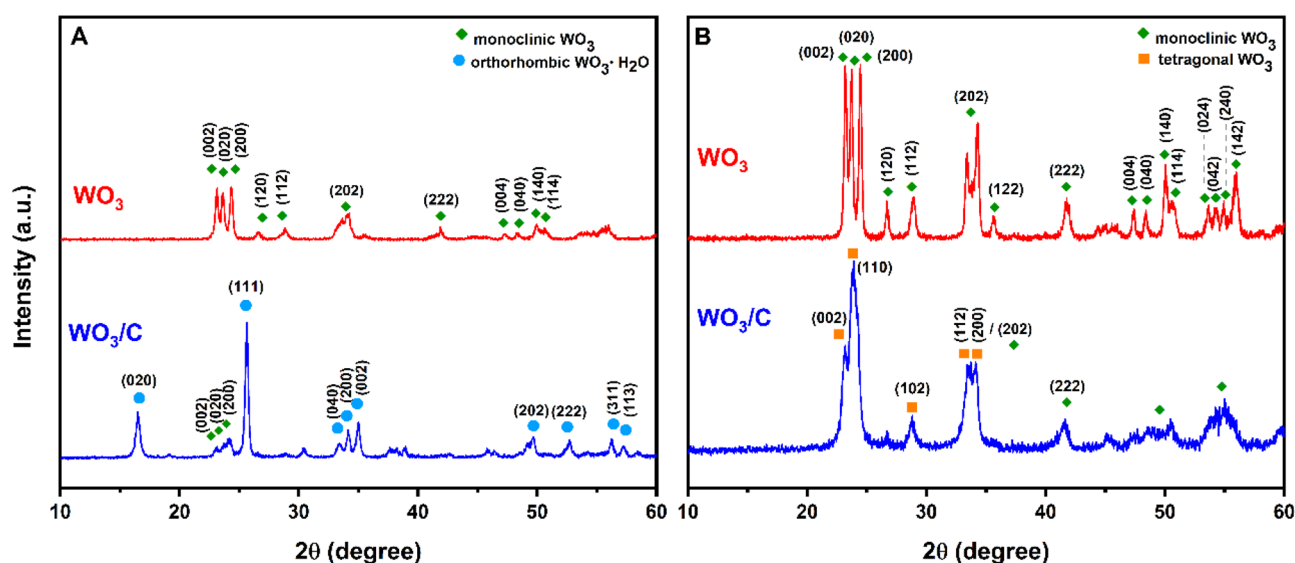 A
monoclinic WO₃
orthorhombic WO₃· H₂O
(002)
(020)
(200)
(120)
(112)
(202)
(222)
(004)
(040)
(140)
(114)
WO₃
WO₃/C
(020)
(002)
(020)
(200)
(111)
(040)
(200)
(002)
(202)
(222)
(311)
(113)
Intensity (a.u.)
10 20 30 40 50 60
2θ (degree)
B
monoclinic WO₃
tetragonal WO₃
(002)
(020)
(200)
(120)
(112)
(202)
(122)
(222)
(004)
(040)
(140)
(114)
(024)
(042)
(240)
(142)
WO₃
WO₃/C
(002)
(110)
(102)
(112)
(200) / (202)
(222)
10 20 30 40 50 60
2θ (degree)